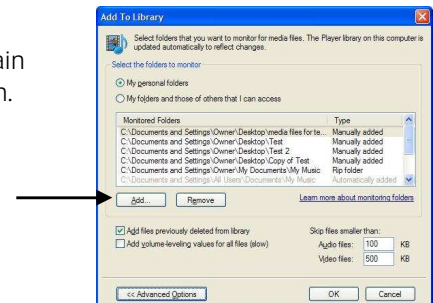 ain
n.
Add To Library
Select folders that you want to monitor for media files. The Player library on this computer is
updated automatically to reflect changes.
Select the folders to monitor
My personal folders
My folders and those of others that I can access
Monitored Folders Type
C:\Documents and Settings\Owner\Desktop\media files for te... Manually added
C:\Documents and Settings\Owner\Desktop\Test Manually added
C:\Documents and Settings\Owner\Desktop\Test 2 Manually added
C:\Documents and Settings\Owner\Desktop\Copy of Test Manually added
C:\Documents and Settings\Owner\My Documents\My Music Rip folder
C:\Documents and Settings\All Users\Documents\My Music Automatically added
Add... Remove Learn more about monitoring folders
Add files previously deleted from library Skip files smaller than:
Add volume-leveling values for all files (slow) Audio files: 100 KB
Video files: 500 KB
<< Advanced Options OK Cancel